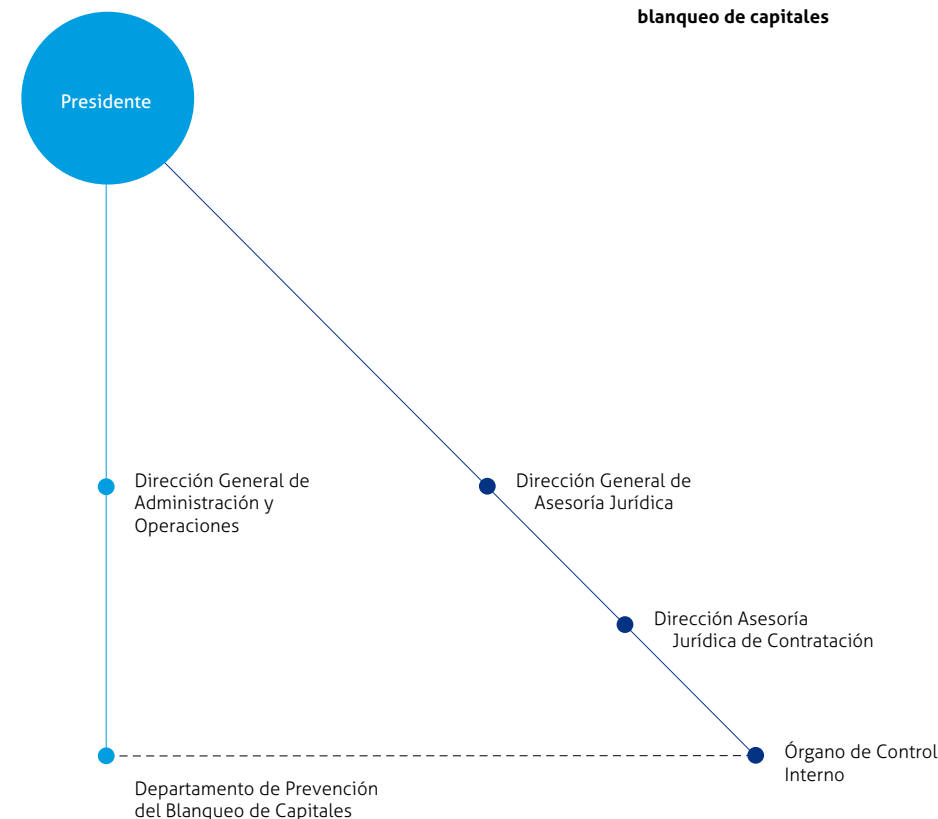 blanqueo de capitales
Presidente
Dirección General de
Administración y
Operaciones
Dirección General de
Asesoría Jurídica
Dirección Asesoría
Jurídica de Contratación
Órgano de Control
Interno
Departamento de Prevención
del Blanqueo de Capitales